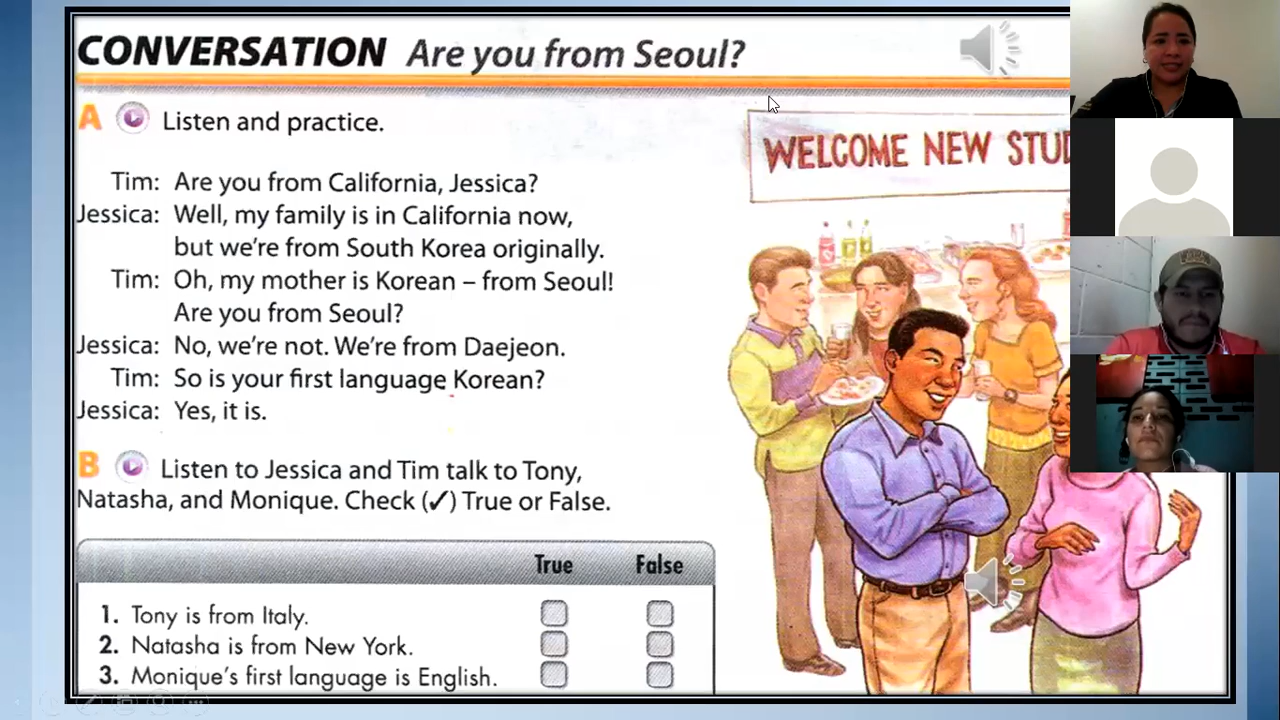 CONVERSATION Are you from Seoul?
A Listen and practice.
Tim: Are you from California, Jessica?
Jessica: Well, my family is in California now,
but we're from South Korea originally.
Tim: Oh, my mother is Korean – from Seoul!
Are you from Seoul?
Jessica: No, we're not. We're from Daejeon.
Tim: So is your first language Korean?
Jessica: Yes, it is.
B Listen to Jessica and Tim talk to Tony,
Natasha, and Monique. Check (✓) True or False.
True False
1. Tony is from Italy.
2. Natasha is from New York.
3. Monique's first language is English.
WELCOME NEW STUD